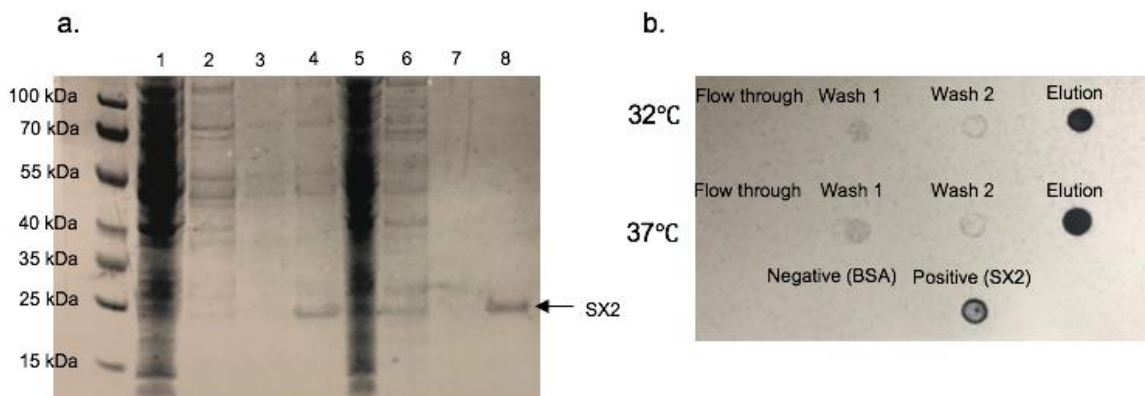 a.
1 2 3 4 5 6 7 8
100 kDa
70 kDa
55 kDa
40 kDa
35 kDa
25 kDa
15 kDa
SX2
b.
32℃
Flow through Wash 1 Wash 2 Elution
37℃
Flow through Wash 1 Wash 2 Elution
Negative (BSA) Positive (SX2)